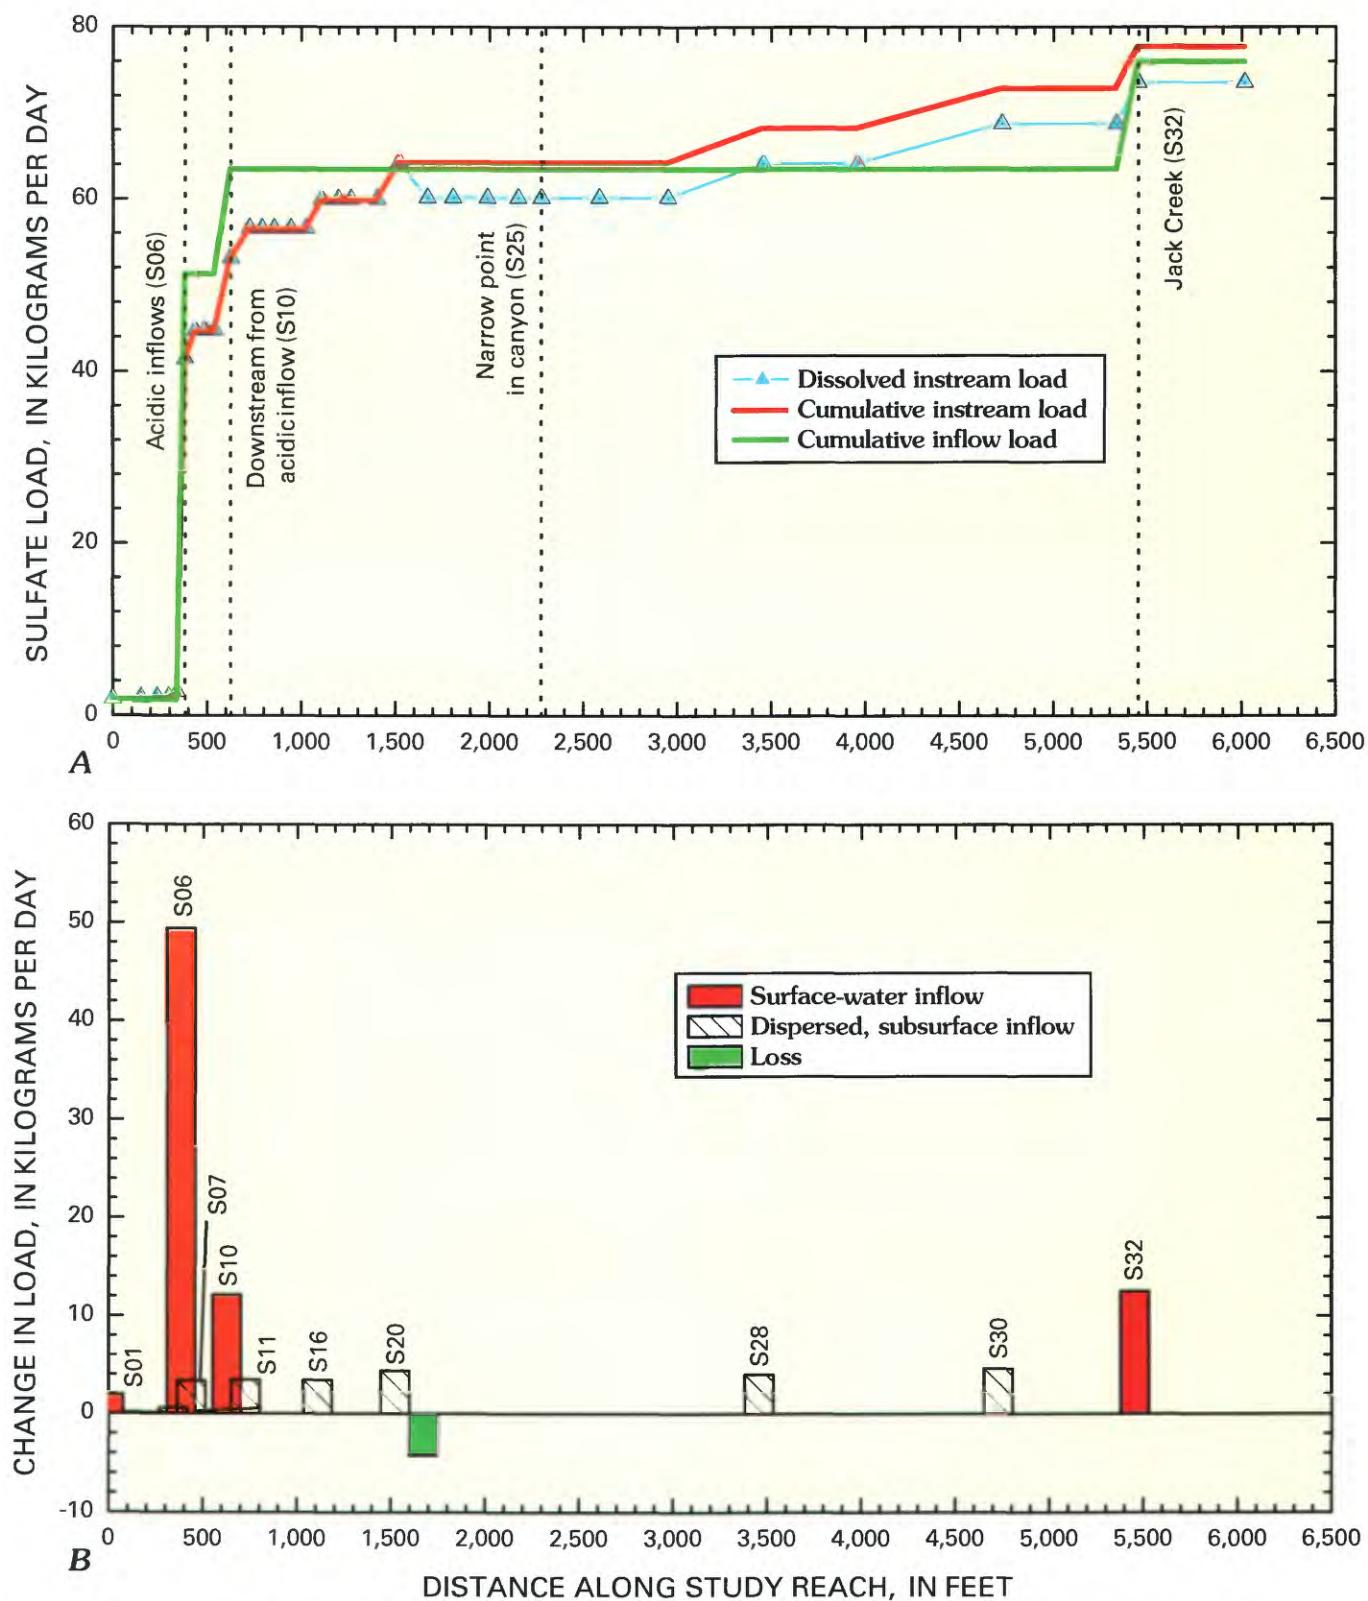 80
60
40
20
0
SULFATE LOAD, IN KILOGRAMS PER DAY
Acidic inflows (S06)
Downstream from
acidic inflow (S10)
Narrow point
in canyon (S25)
Jack Creek (S32)
Dissolved instream load
Cumulative instream load
Cumulative inflow load
0 500 1,000 1,500 2,000 2,500 3,000 3,500 4,000 4,500 5,000 5,500 6,000 6,500
A
60
50
40
30
20
10
0
-10
CHANGE IN LOAD, IN KILOGRAMS PER DAY
S01
S06
S07
S10
S11
S16
S20
S28
S30
S32
Surface-water inflow
Dispersed, subsurface inflow
Loss
0 500 1,000 1,500 2,000 2,500 3,000 3,500 4,000 4,500 5,000 5,500 6,000 6,500
B
DISTANCE ALONG STUDY REACH, IN FEET